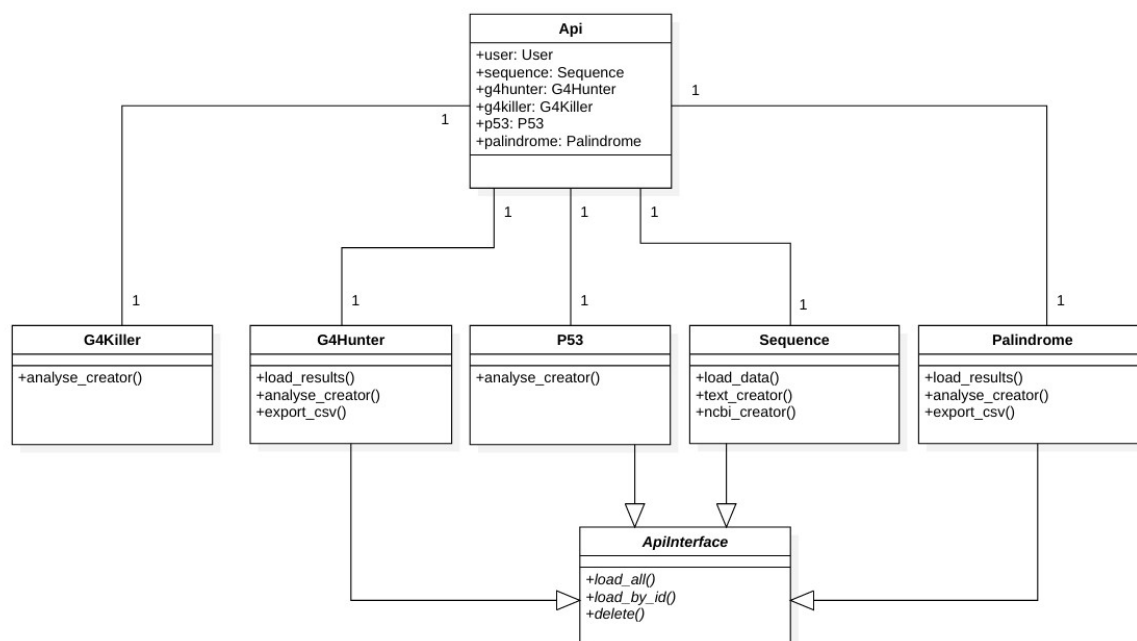 Api
+user: User
+sequence: Sequence
+g4hunter: G4Hunter
+g4killer: G4Killer
+p53: P53
+palindrome: Palindrome
1
1
1
1
1
1
1
1
1
1
G4Killer
+analyse_creator()
G4Hunter
+load_results()
+analyse_creator()
+export_csv()
P53
+analyse_creator()
Sequence
+load_data()
+text_creator()
+ncbi_creator()
Palindrome
+load_results()
+analyse_creator()
+export_csv()
ApiInterface
+load_all()
+load_by_id()
+delete()